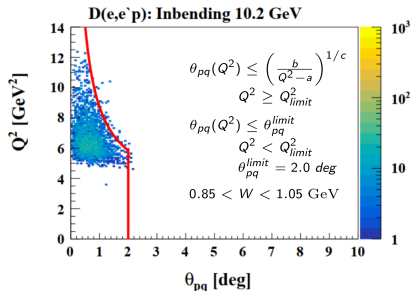 D(e,e`p): Inbending 10.2 GeV
θpq(Q²) ≤ (b / Q²−a)^1/c
Q² ≥ Q²limit
θpq(Q²) ≤ θpq^limit
Q² < Q²limit
θpq^limit = 2.0 deg
0.85 < W < 1.05 GeV
Q² [GeV²]
14
12
10
8
6
4
2
0
0 1 2 3 4 5 6 7 8 9 10
θpq [deg]
10³
10²
10
1